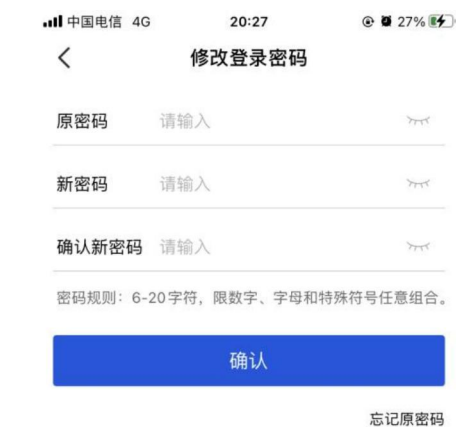 中国电信 4G 20:27 27%
修改登录密码
原密码 请输入
新密码 请输入
确认新密码 请输入
密码规则：6-20字符，限数字、字母和特殊符号任意组合。
确认
忘记原密码